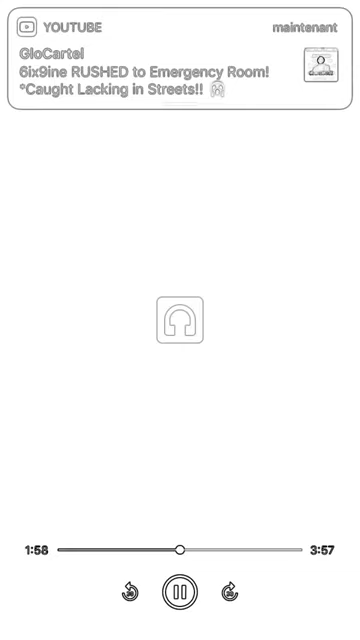 YOUTUBE maintenant
GloCartel
6ix9ine RUSHED to Emergency Room!
*Caught Lacking in Streets!!
1:58 3:57